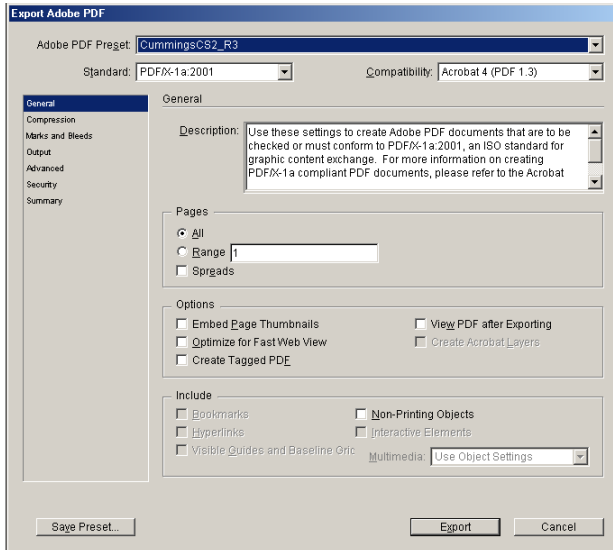 Export Adobe PDF
Adobe PDF Preset: CummingsCS2_R3
Standard: PDF/X-1a:2001 Compatibility: Acrobat 4 (PDF 1.3)
General
Compression
Marks and Bleeds
Output
Advanced
Security
Summary
General
Description: Use these settings to create Adobe PDF documents that are to be
checked or must conform to PDF/X-1a:2001, an ISO standard for
graphic content exchange. For more information on creating
PDF/X-1a compliant PDF documents, please refer to the Acrobat
Pages
All
Range 1
Spreads
Options
Embed Page Thumbnails View PDF after Exporting
Optimize for Fast Web View Create Acrobat Layers
Create Tagged PDF
Include
Bookmarks Non-Printing Objects
Hyperlinks Interactive Elements
Visible Guides and Baseline Gric Multimedia: Use Object Settings
Save Preset... Export Cancel